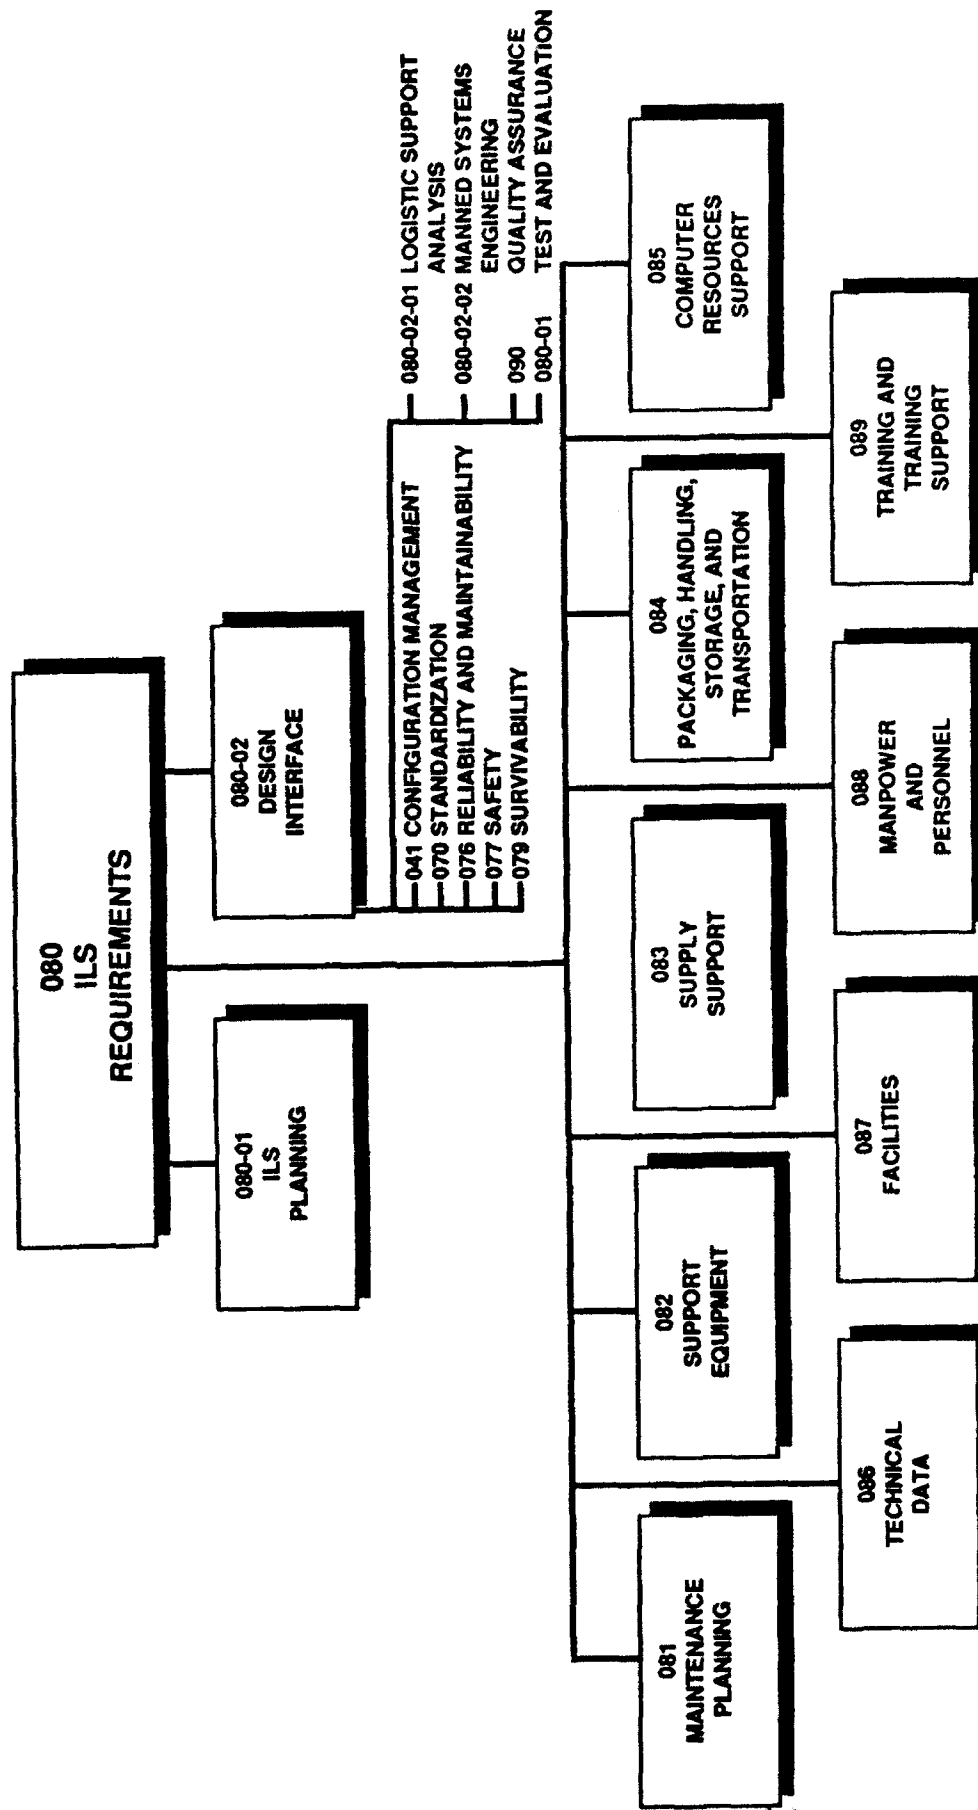 080
ILS
REQUIREMENTS
080-01
ILS
PLANNING
080-02
DESIGN
INTERFACE
041 CONFIGURATION MANAGEMENT
070 STANDARDIZATION
076 RELIABILITY AND MAINTAINABILITY
077 SAFETY
079 SURVIVABILITY
080-02-01 LOGISTIC SUPPORT
ANALYSIS
080-02-02 MANNED SYSTEMS
ENGINEERING
090 QUALITY ASSURANCE
080-01 TEST AND EVALUATION
081
MAINTENANCE
PLANNING
082
SUPPORT
EQUIPMENT
083
SUPPLY
SUPPORT
084
PACKAGING, HANDLING,
STORAGE, AND
TRANSPORTATION
085
COMPUTER
RESOURCES
SUPPORT
086
TECHNICAL
DATA
087
FACILITIES
088
MANPOWER
AND
PERSONNEL
089
TRAINING AND
TRAINING
SUPPORT